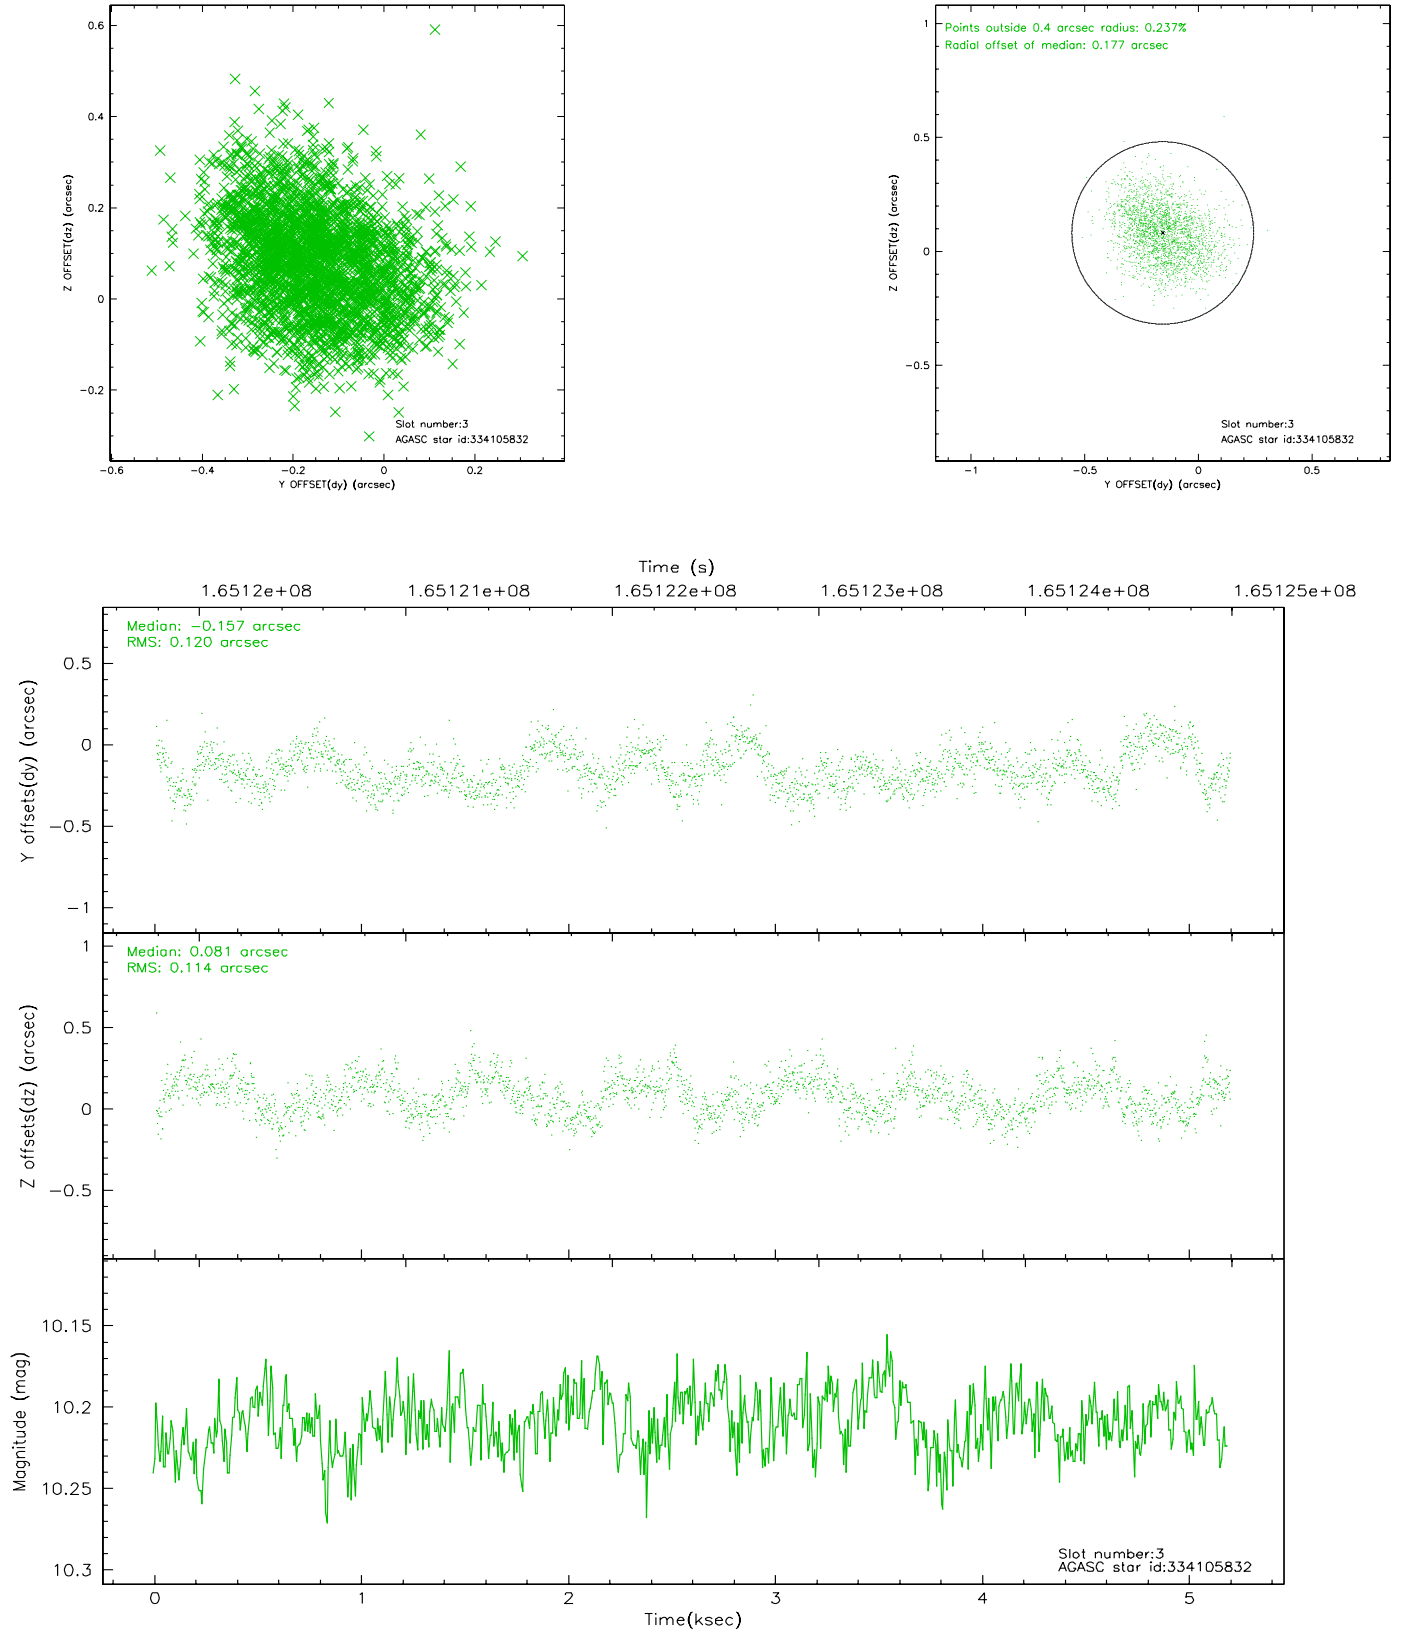 0.6
0.4
0.2
0
−0.2
Z OFFSET(dz) (arcsec)
Slot number:3
AGASC star id:334105832
−0.6 −0.4 −0.2 0 0.2
Y OFFSET(dy) (arcsec)
Points outside 0.4 arcsec radius: 0.237%
Radial offset of median: 0.177 arcsec
1
0.5
0
−0.5
Z OFFSET(dz) (arcsec)
Slot number:3
AGASC star id:334105832
−1 −0.5 0 0.5
Y OFFSET(dy) (arcsec)
Time (s)
1.6512e+08 1.65121e+08 1.65122e+08 1.65123e+08 1.65124e+08 1.65125e+08
Median: −0.157 arcsec
RMS: 0.120 arcsec
0.5
0
−0.5
−1
Y offsets(dy) (arcsec)
Median: 0.081 arcsec
RMS: 0.114 arcsec
1
0.5
0
−0.5
Z offsets(dz) (arcsec)
10.15
10.2
10.25
10.3
Magnitude (mag)
Slot number:3
AGASC star id:334105832
0 1 2 3 4 5
Time(ksec)